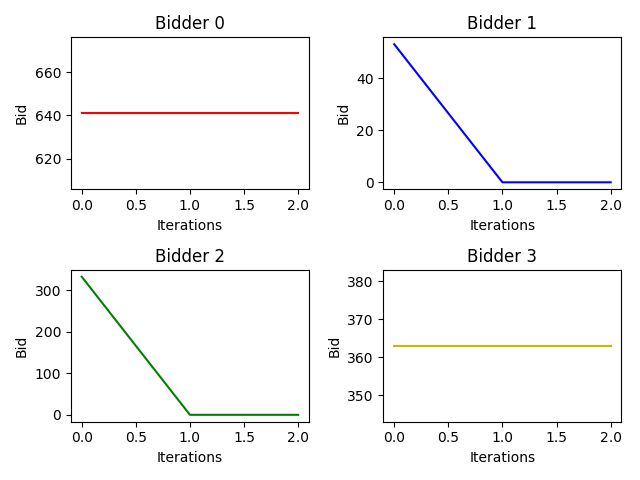 Bidder 0
660
640
620
Bid
0.0 0.5 1.0 1.5 2.0
Iterations
Bidder 1
40
20
0
Bid
0.0 0.5 1.0 1.5 2.0
Iterations
Bidder 2
300
200
100
0
Bid
0.0 0.5 1.0 1.5 2.0
Iterations
Bidder 3
380
370
360
350
Bid
0.0 0.5 1.0 1.5 2.0
Iterations